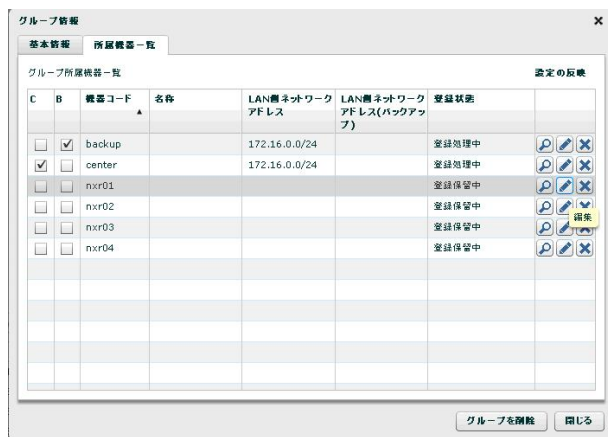 グループ情報
基本情報 所属機器一覧
グループ所属機器一覧 設定の反映
C B 機器コード 名称 LAN側ネットワークアドレス LAN側ネットワークアドレス(バックアップ) 登録状態
backup 172.16.0.0/24 登録処理中
center 172.16.0.0/24 登録処理中
nxr01 登録保留中
nxr02 登録保留中
編集
nxr03 登録保留中
nxr04 登録保留中
グループを削除 閉じる